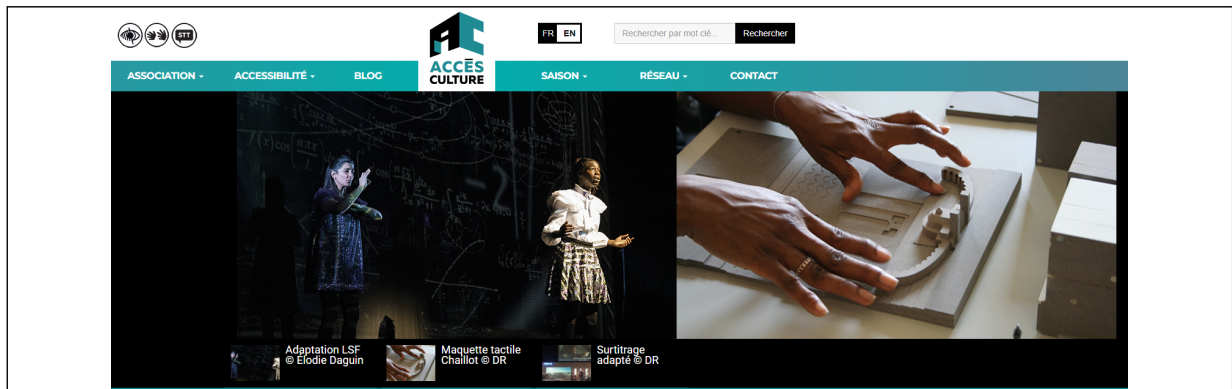 STT
ACCÈS
CULTURE
FR EN
Rechercher par mot clé...
Rechercher
ASSOCIATION
ACCESSIBILITÉ
BLOG
SAISON
RÉSEAU
CONTACT
Adaptation LSF
© Élodie Daguin
Maquette tactile
Chaillot © DR
Surtitrage
adapté © DR